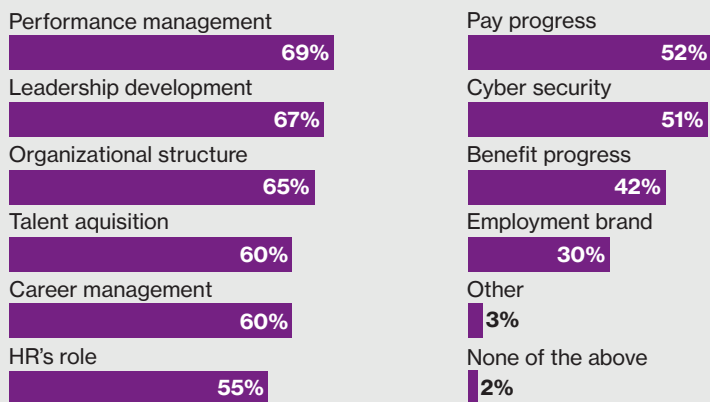 Performance management
69%
Leadership development
67%
Organizational structure
65%
Talent aquisition
60%
Career management
60%
HR's role
55%
Pay progress
52%
Cyber security
51%
Benefit progress
42%
Employment brand
30%
Other
3%
None of the above
2%